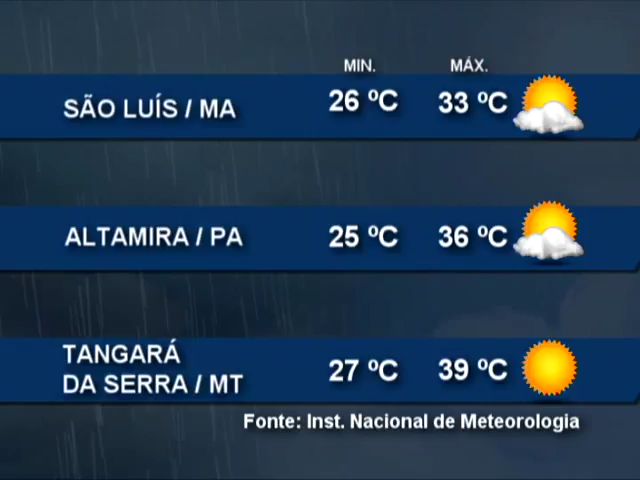 MIN. MÁX.
SÃO LUÍS / MA 26 ºC 33 ºC
ALTAMIRA / PA 25 ºC 36 ºC
TANGARÁ
DA SERRA / MT 27 ºC 39 ºC
Fonte: Inst. Nacional de Meteorologia